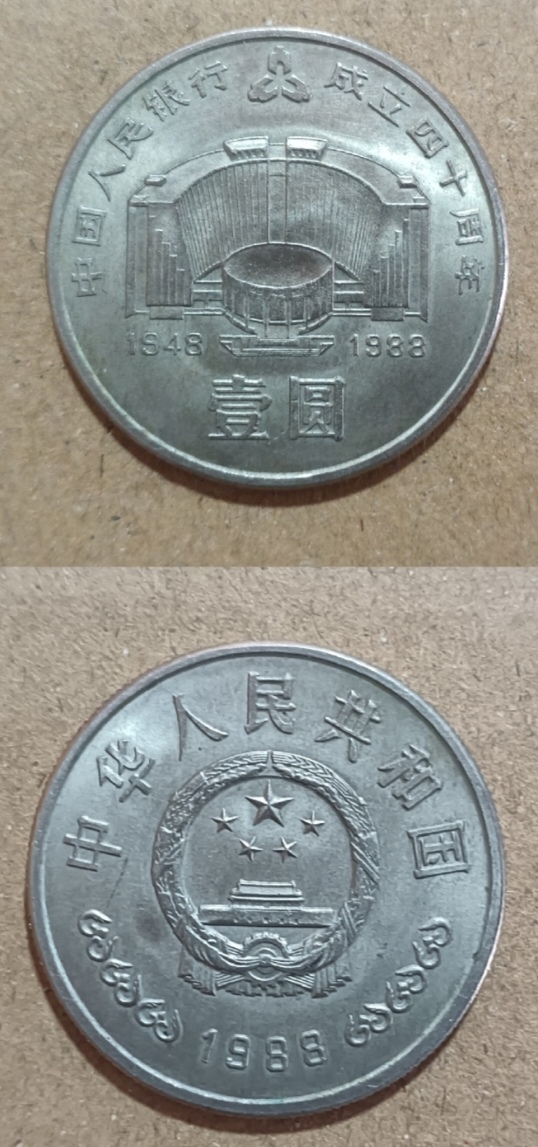 中国人民银行 成立四十周年
1948 1988
壹圆
中华人民共和国
1988